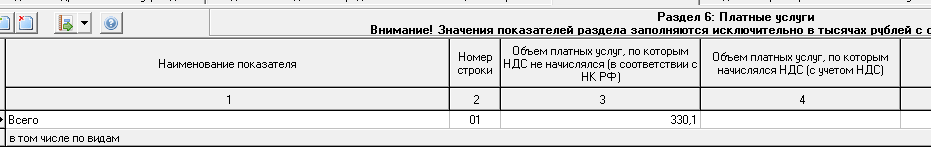 Раздел 6: Платные услуги
Внимание! Значения показателей раздела заполняются исключительно в тысячах рублей с
Наименование показателя
Номер
строки
Объем платных услуг, по которым
НДС не начислялся (в соответствии с
НК РФ)
Объем платных услуг, по которым
начислялся НДС (с учетом НДС)
1
2
3
4
Всего
01
330,1
в том числе по видам